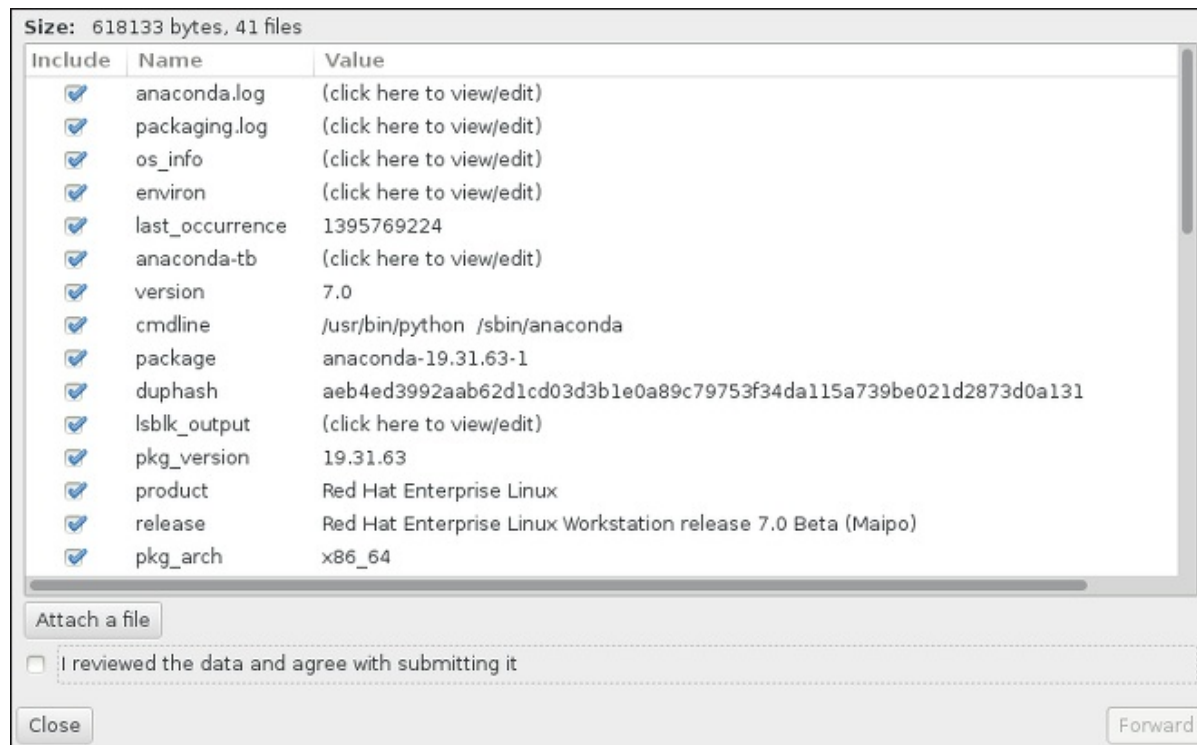 Size: 618133 bytes, 41 files
Include Name Value
anaconda.log (click here to view/edit)
packaging.log (click here to view/edit)
os_info (click here to view/edit)
environ (click here to view/edit)
last_occurrence 1395769224
anaconda-tb (click here to view/edit)
version 7.0
cmdline /usr/bin/python /sbin/anaconda
package anaconda-19.31.63-1
duphash aeb4ed3992aab62d1cd03d3b1e0a89c79753f34da115a739be021d2873d0a131
lsblk_output (click here to view/edit)
pkg_version 19.31.63
product Red Hat Enterprise Linux
release Red Hat Enterprise Linux Workstation release 7.0 Beta (Maipo)
pkg_arch x86_64
Attach a file
I reviewed the data and agree with submitting it
Close Forward